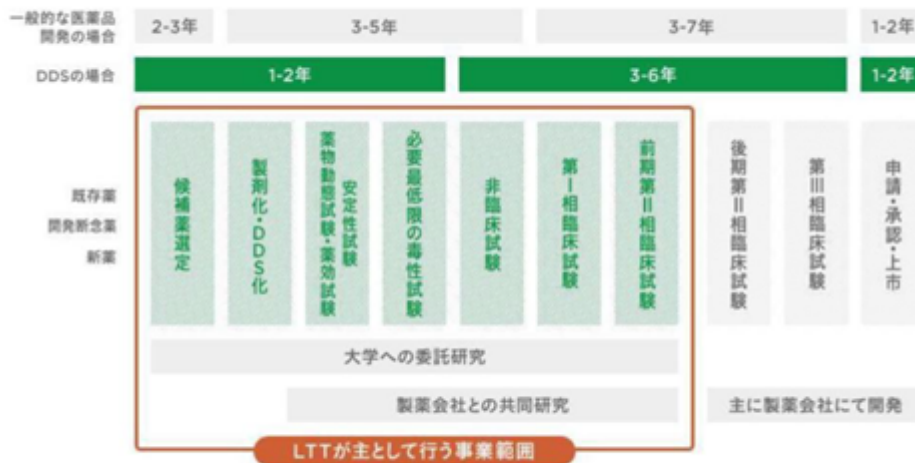 一般的な医薬品
開発の場合
2-3年
3-5年
3-7年
1-2年
DDSの場合
1-2年
3-6年
1-2年
既存薬
開発断念薬
新薬
候補薬選定
製剤化・DDS化
安定性試験
薬物動態試験・薬効試験
必要最低限の毒性試験
非臨床試験
第Ⅰ相臨床試験
前期第Ⅱ相臨床試験
後期第Ⅱ相臨床試験
第Ⅲ相臨床試験
申請・承認・上市
大学への委託研究
製薬会社との共同研究
主に製薬会社にて開発
LTTが主として行う事業範囲